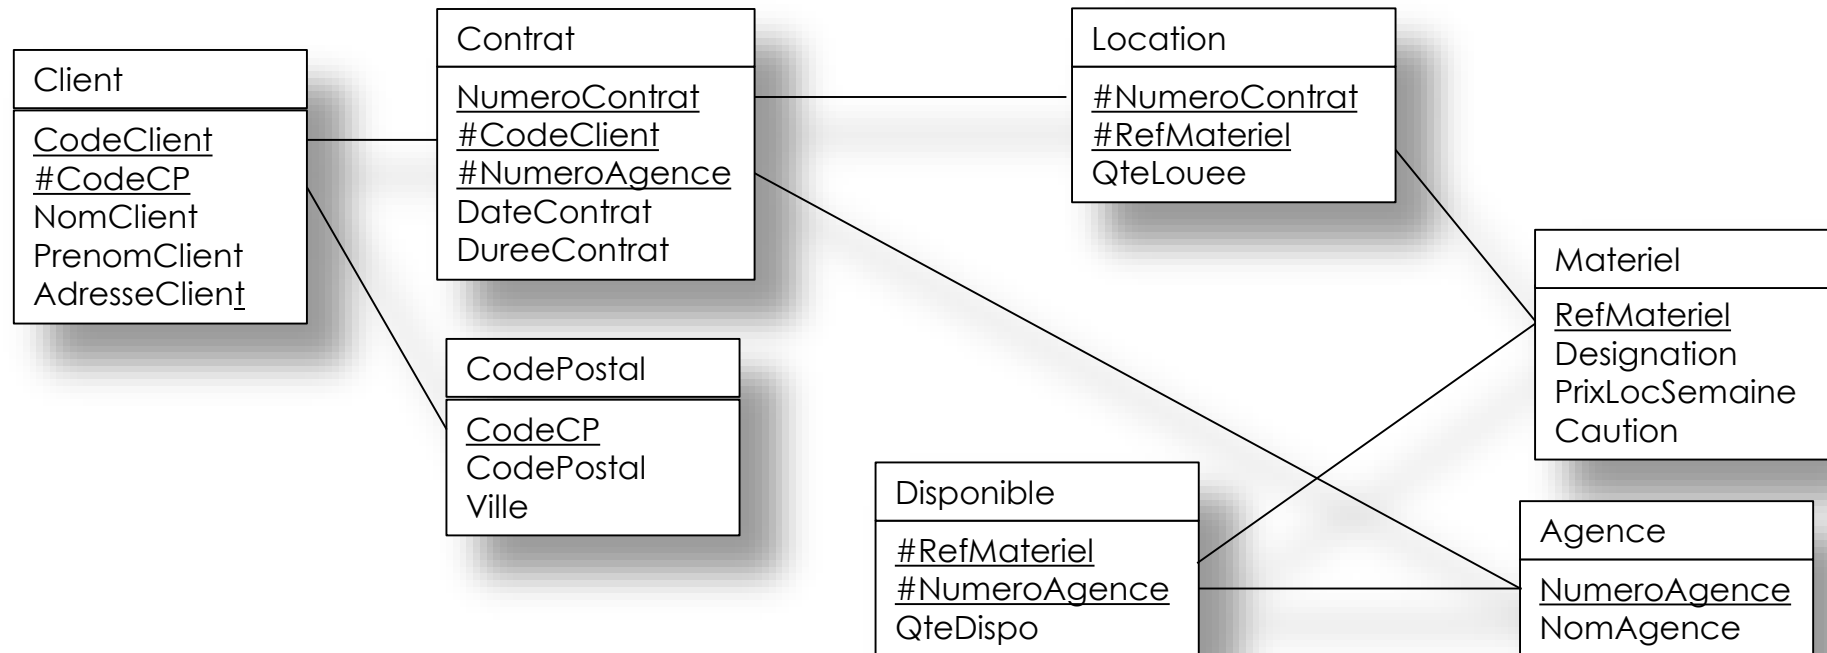 Client
CodeClient
#CodeCP
NomClient
PrenomClient
AdresseClient
Contrat
NumeroContrat
#CodeClient
#NumeroAgence
DateContrat
DureeContrat
CodePostal
CodeCP
CodePostal
Ville
Location
#NumeroContrat
#RefMateriel
QteLouee
Materiel
RefMateriel
Designation
PrixLocSemaine
Caution
Disponible
#RefMateriel
#NumeroAgence
QteDispo
Agence
NumeroAgence
NomAgence